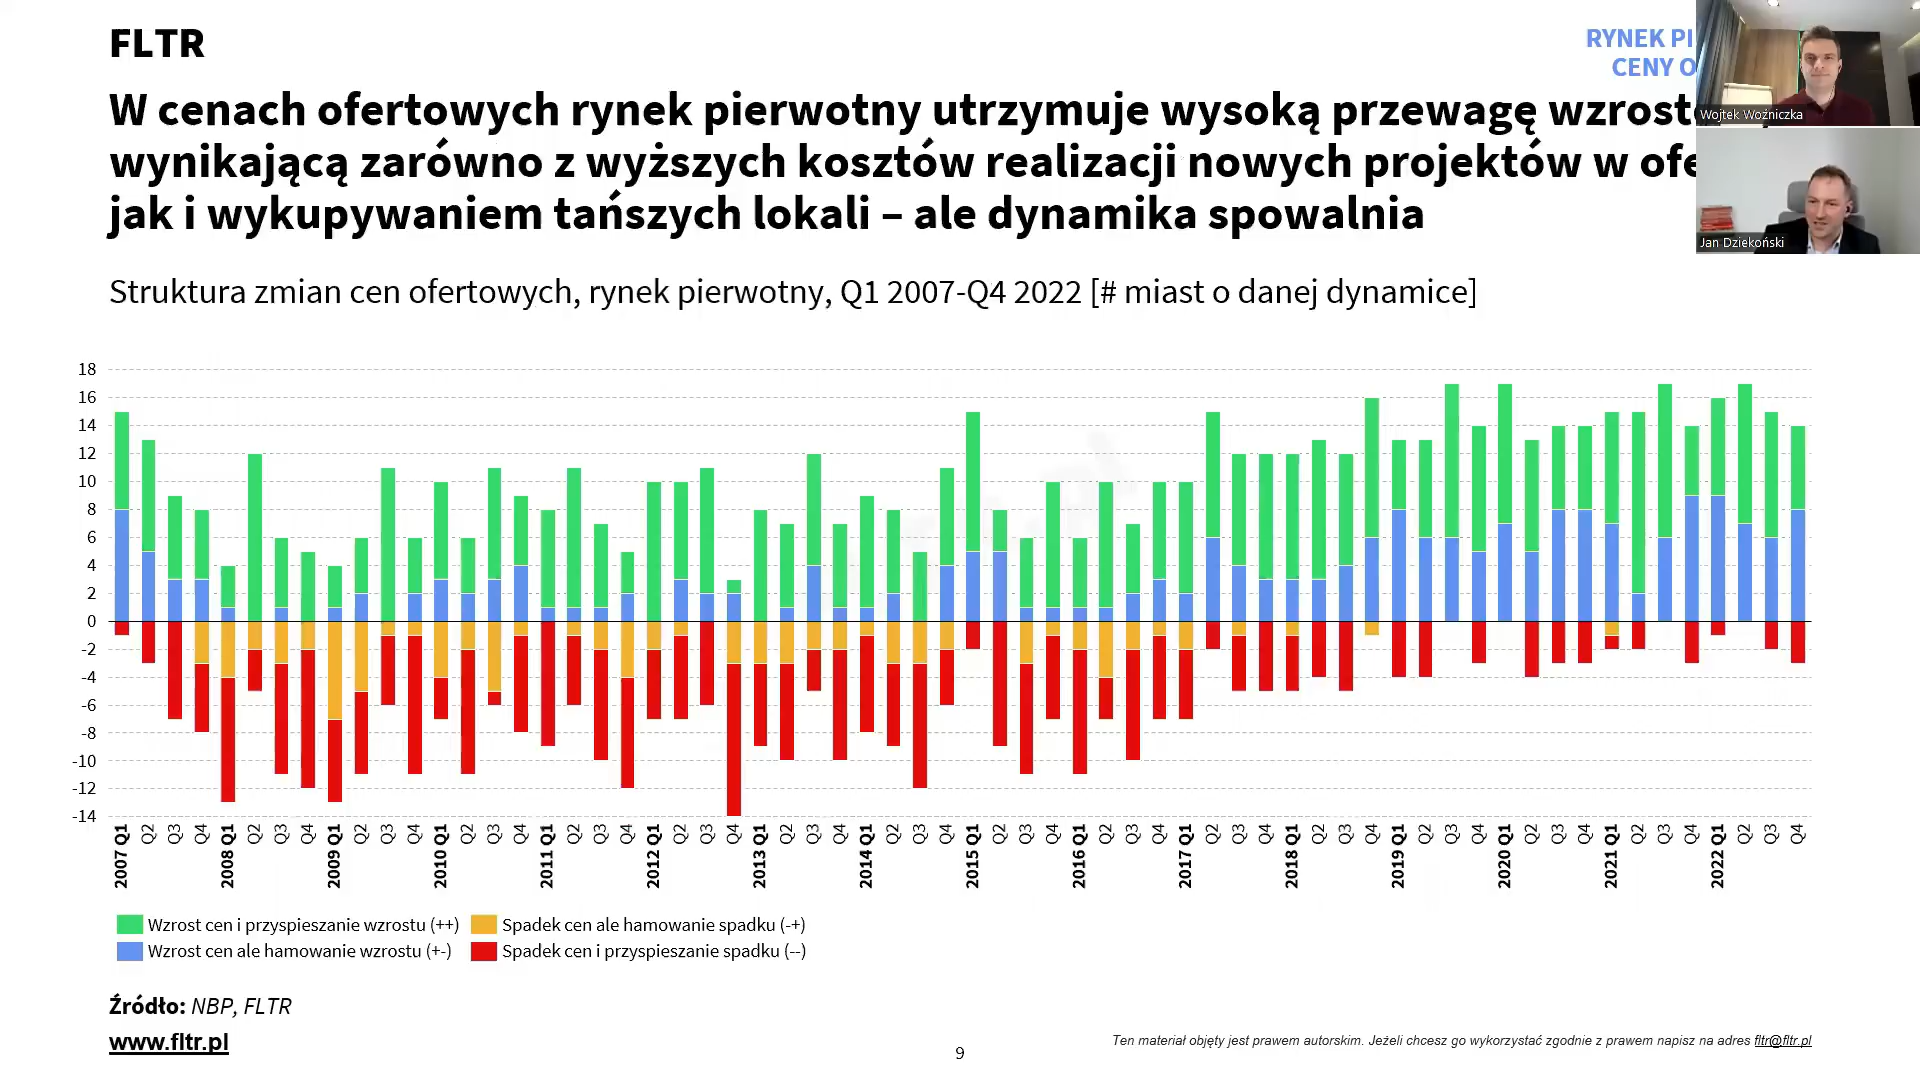 FLTR
RYNEK
CENY
W cenach ofertowych rynek pierwotny utrzymuje wysoką przewagę
wynikającą zarówno z wyższych kosztów realizacji nowych projektów w
jak i wykupywaniem tańszych lokali – ale dynamika spowalnia
Wojtek Woźniczka
Jan Dziekoński
Struktura zmian cen ofertowych, rynek pierwotny, Q1 2007-Q4 2022 [# miast o danej dynamice]
18
16
14
12
10
8
6
4
2
0
-2
-4
-6
-8
-10
-12
-14
2007 Q1 Q2 Q3 Q4 2008 Q1 Q2 Q3 Q4 2009 Q1 Q2 Q3 Q4 2010 Q1 Q2 Q3 Q4 2011 Q1 Q2 Q3 Q4 2012 Q1 Q2 Q3 Q4 2013 Q1 Q2 Q3 Q4 2014 Q1 Q2 Q3 Q4 2015 Q1 Q2 Q3 Q4 2016 Q1 Q2 Q3 Q4 2017 Q1 Q2 Q3 Q4 2018 Q1 Q2 Q3 Q4 2019 Q1 Q2 Q3 Q4 2020 Q1 Q2 Q3 Q4 2021 Q1 Q2 Q3 Q4 2022 Q1 Q2 Q3 Q4
Wzrost cen i przyspieszanie wzrostu (++) Spadek cen ale hamowanie spadku (-+)
Wzrost cen ale hamowanie wzrostu (+-) Spadek cen i przyspieszanie spadku (--)
Źródło: NBP, FLTR
www.fltr.pl
9
Ten materiał objęty jest prawem autorskim. Jeżeli chcesz go wykorzystać zgodnie z prawem napisz na adres fltr@fltr.pl